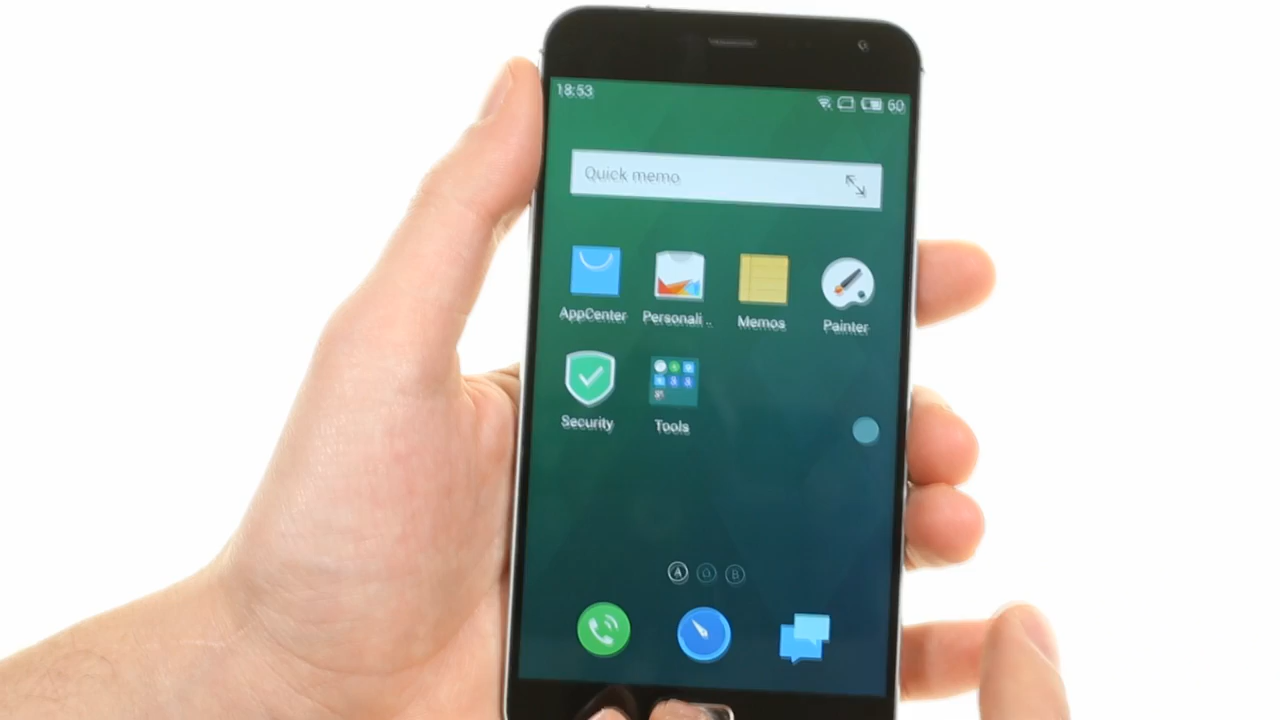 18:53 60
Quick memo
AppCenter Personali.. Memos Painter
Security Tools
A B